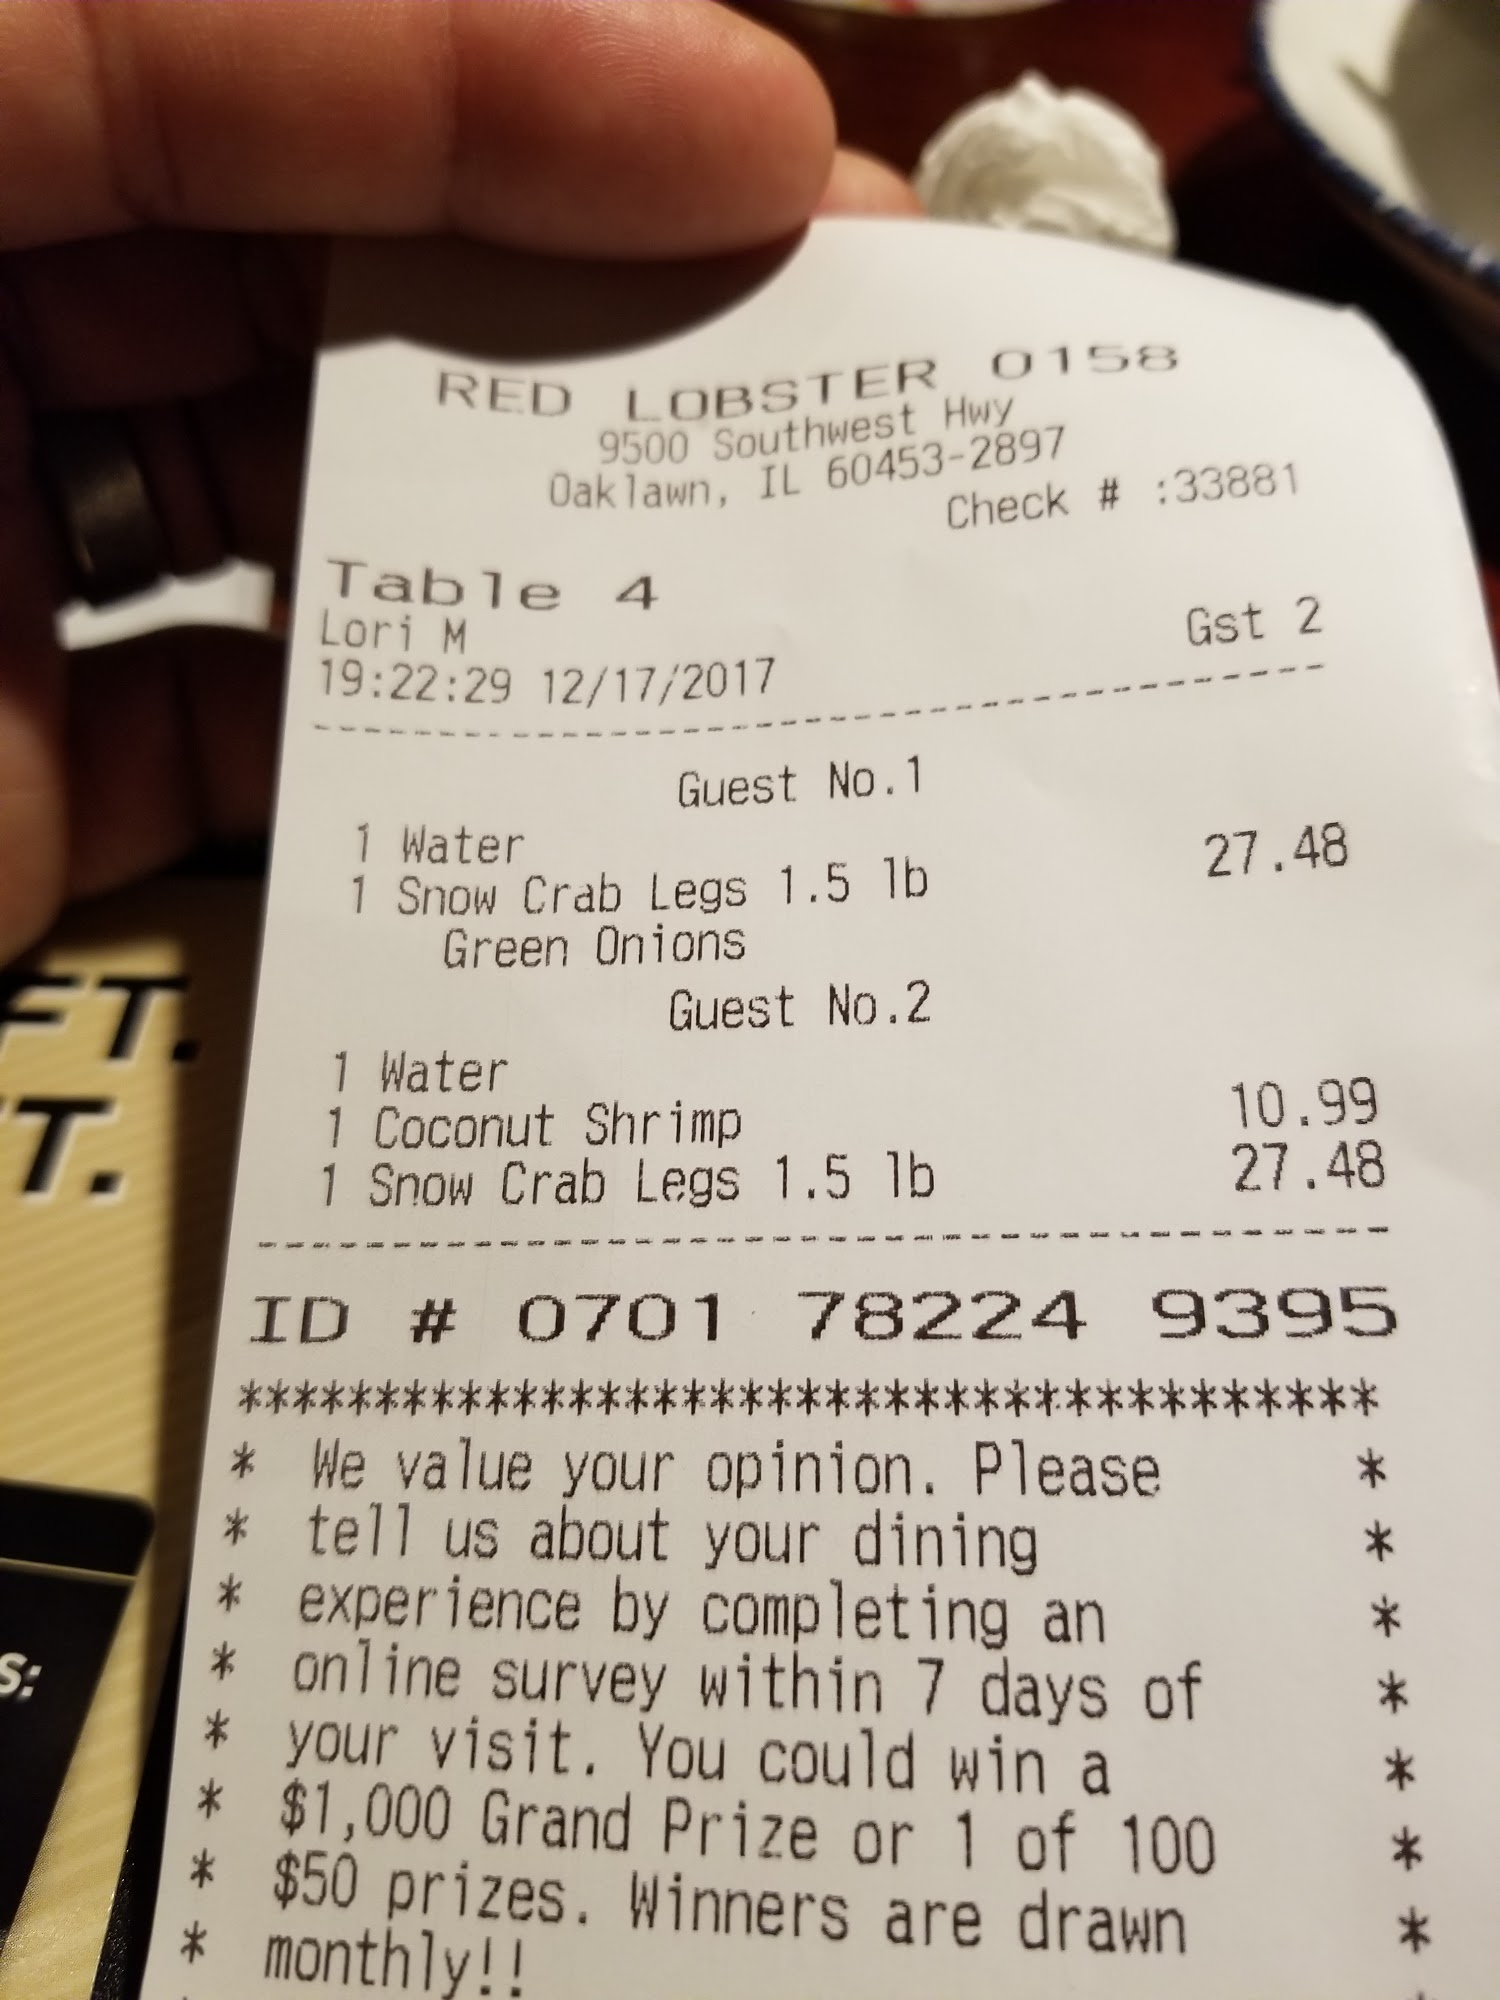 RED LOBSTER 0158
9500 Southwest Hwy
Oaklawn, IL 60453-2897
Check # :33881
Table 4
Lori M Gst 2
19:22:29 12/17/2017
--------------------------------------
Guest No.1
1 Water
1 Snow Crab Legs 1.5 lb 27.48
Green Onions
Guest No.2
1 Water
1 Coconut Shrimp 10.99
1 Snow Crab Legs 1.5 lb 27.48
--------------------------------------
ID # 0701 78224 9395
****************************************
* We value your opinion. Please *
* tell us about your dining *
* experience by completing an *
* online survey within 7 days of *
* your visit. You could win a *
* $1,000 Grand Prize or 1 of 100 *
* $50 prizes. Winners are drawn *
* monthly!! *
FT.
T.
S: